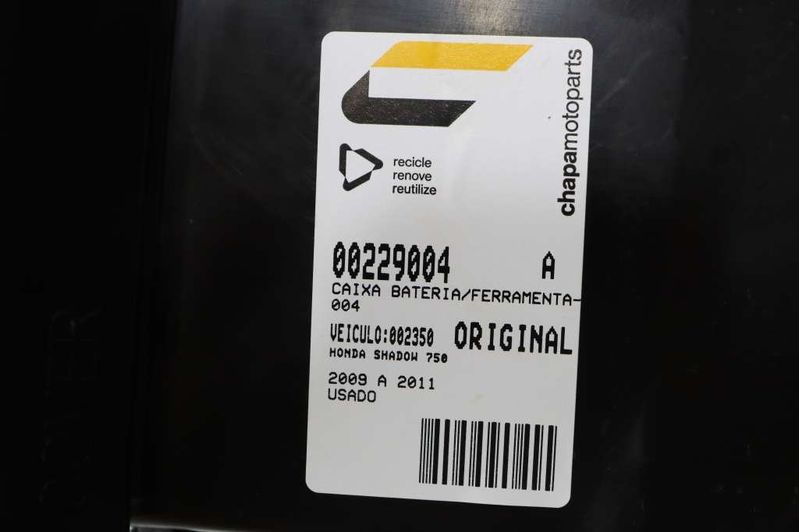 chapamotoparts
recicle
renove
reutilize
00229004 A
CAIXA BATERIA/FERRAMENTA-
004
VEICULO:002350 ORIGINAL
HONDA SHADOW 750
2009 A 2011
USADO